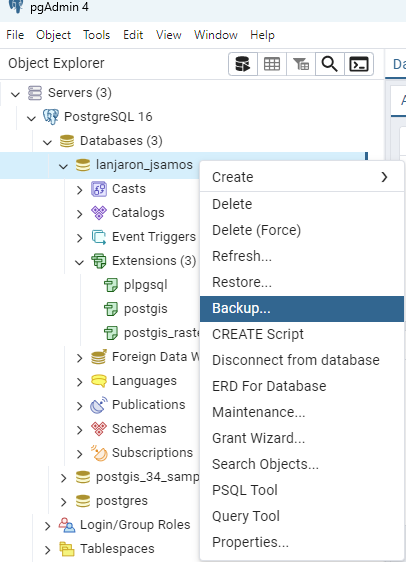 pgAdmin 4
File Object Tools Edit View Window Help
Object Explorer
Da
Servers (3)
A
PostgreSQL 16
Databases (3)
lanjaron_jsamos
Create
Casts
Delete
Catalogs
Delete (Force)
Event Triggers
Refresh...
Extensions (3)
Restore...
plpgsql
Backup...
postgis
CREATE Script
postgis_raste
Disconnect from database
Foreign Data W
ERD For Database
Languages
Maintenance...
Publications
Grant Wizard...
Schemas
Search Objects...
Subscriptions
PSQL Tool
postgis_34_samp
Query Tool
postgres
Properties...
Login/Group Roles
Tablespaces